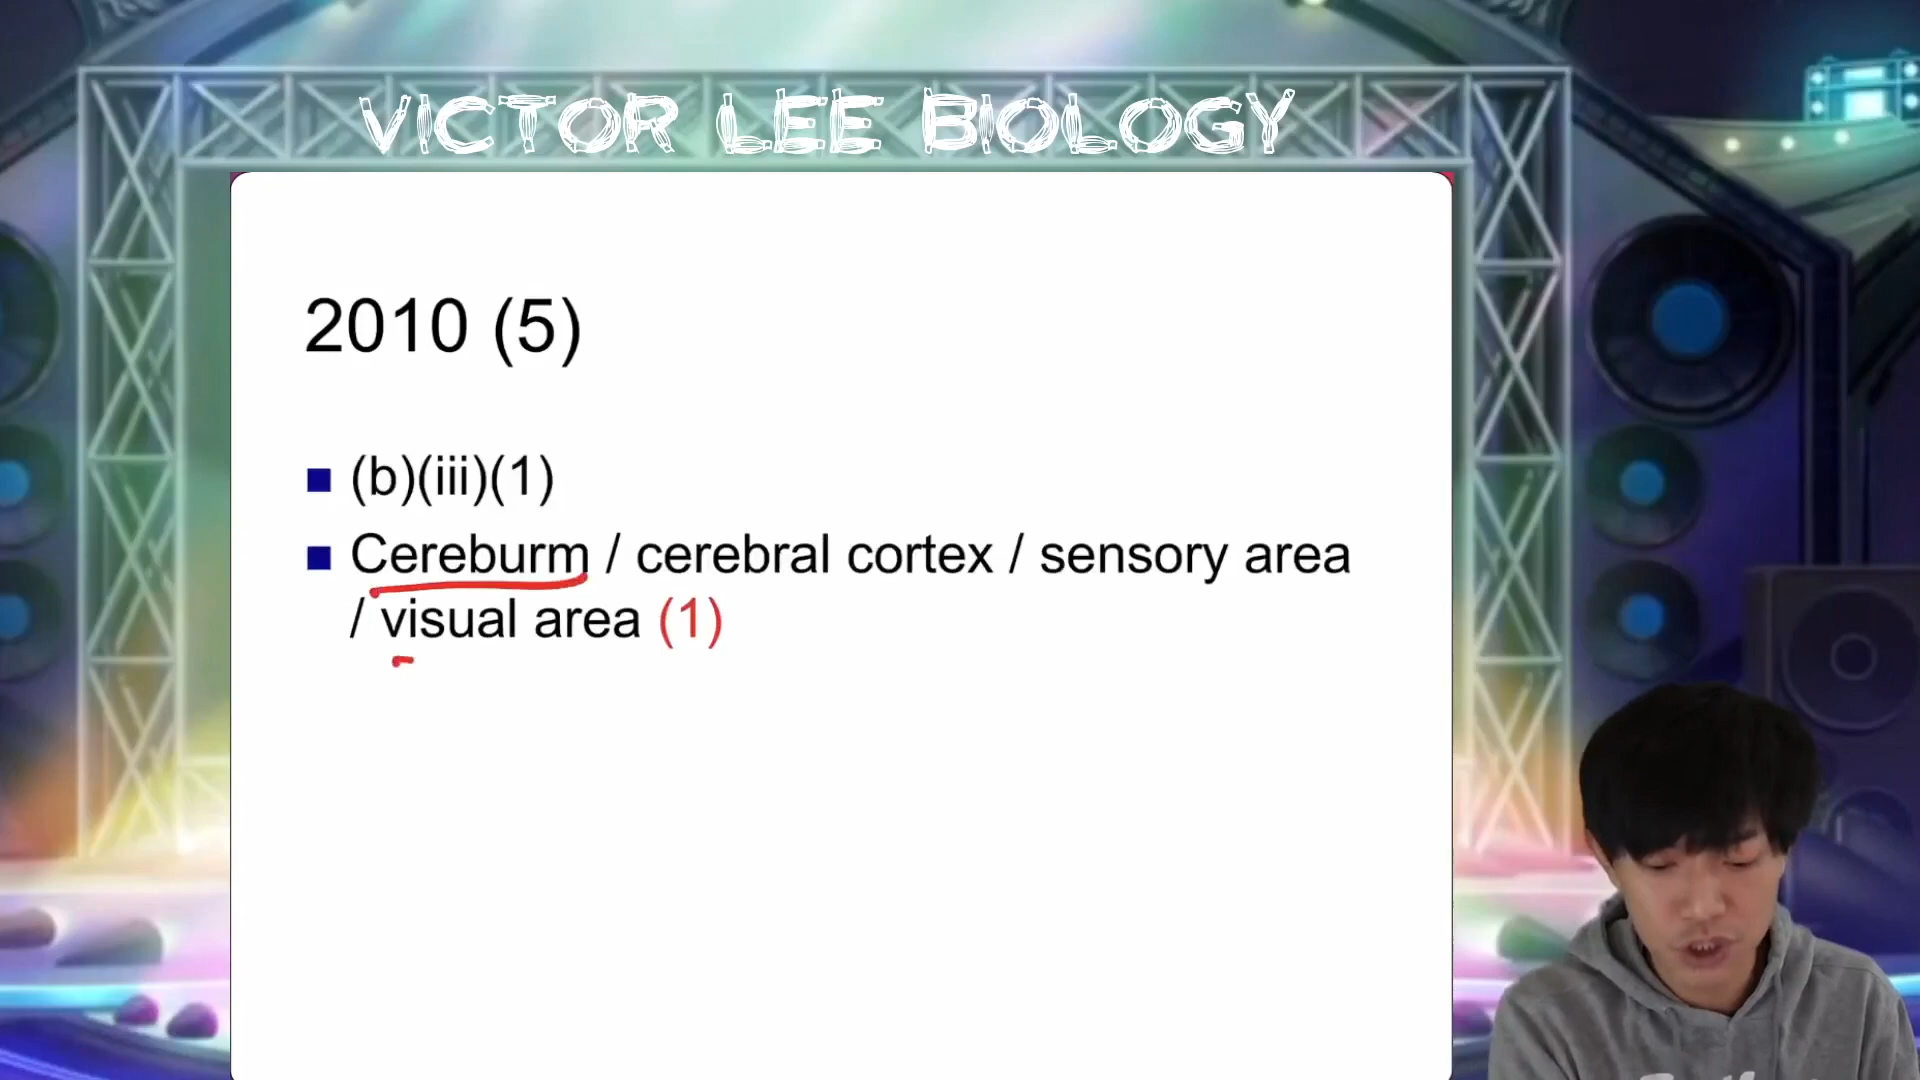 VICTOR LEE BIOLOGY
2010 (5)
(b)(iii)(1)
Cereburm / cerebral cortex / sensory area
/ visual area (1)